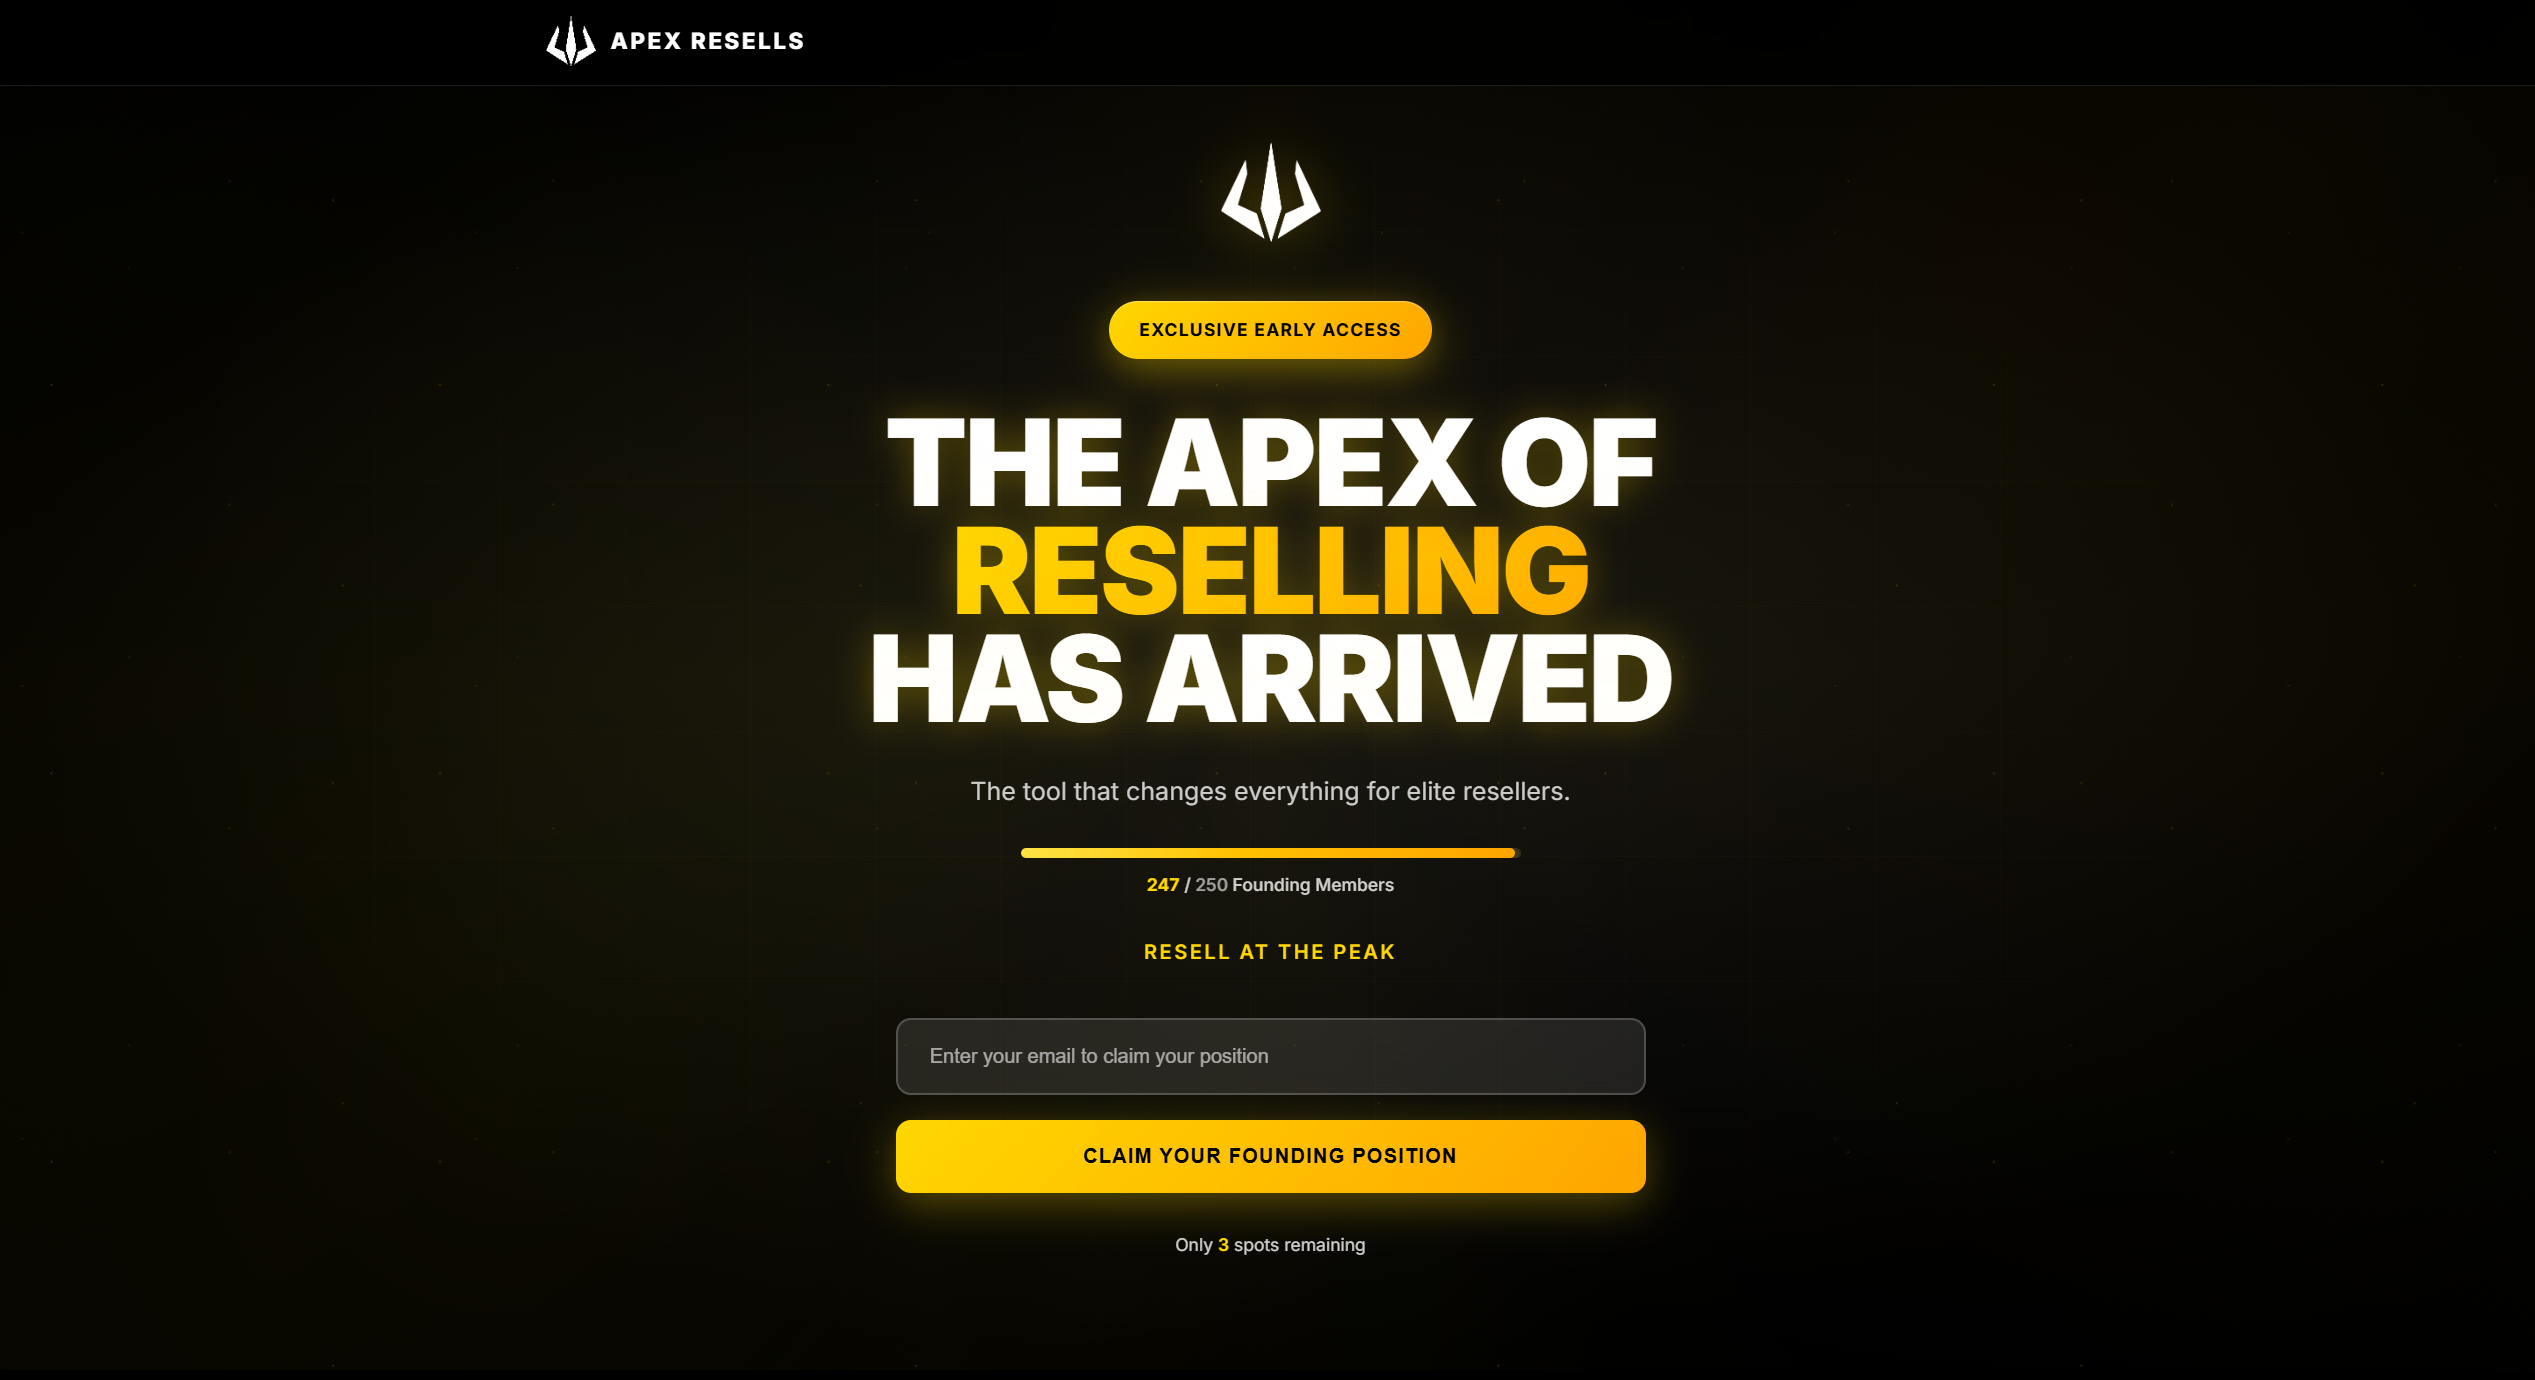 APEX RESELLS
EXCLUSIVE EARLY ACCESS
THE APEX OF
RESELLING
HAS ARRIVED
The tool that changes everything for elite resellers.
247 / 250 Founding Members
RESELL AT THE PEAK
Enter your email to claim your position
CLAIM YOUR FOUNDING POSITION
Only 3 spots remaining